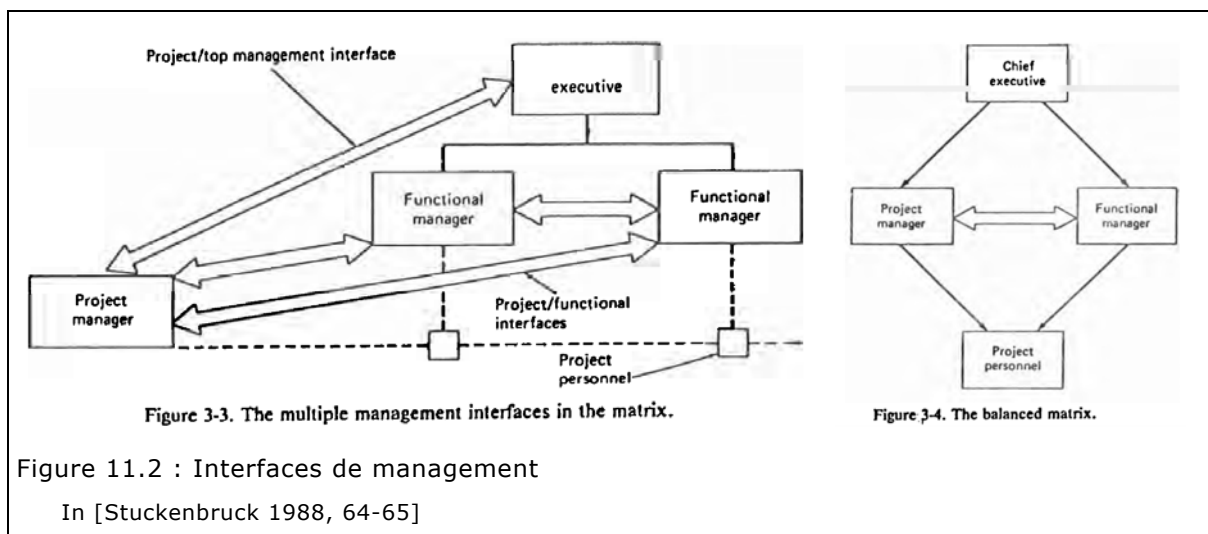 Project/top management interface
executive
Functional
manager
Functional
manager
Project
manager
Project/functional
interfaces
Project
personnel
Figure 3-3. The multiple management interfaces in the matrix.
Chief
executive
Project
manager
Functional
manager
Project
personnel
Figure 3-4. The balanced matrix.
Figure 11.2 : Interfaces de management
In [Stuckenbruck 1988, 64-65]